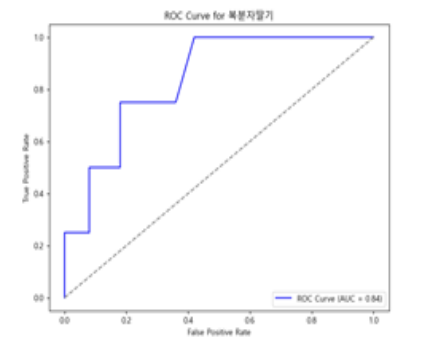 ROC Curve for 복분자딸기
1.0
0.8
0.6
0.4
0.2
0.0
True Positive Rate
0.0 0.2 0.4 0.6 0.8 1.0
False Positive Rate
ROC Curve (AUC = 0.84)